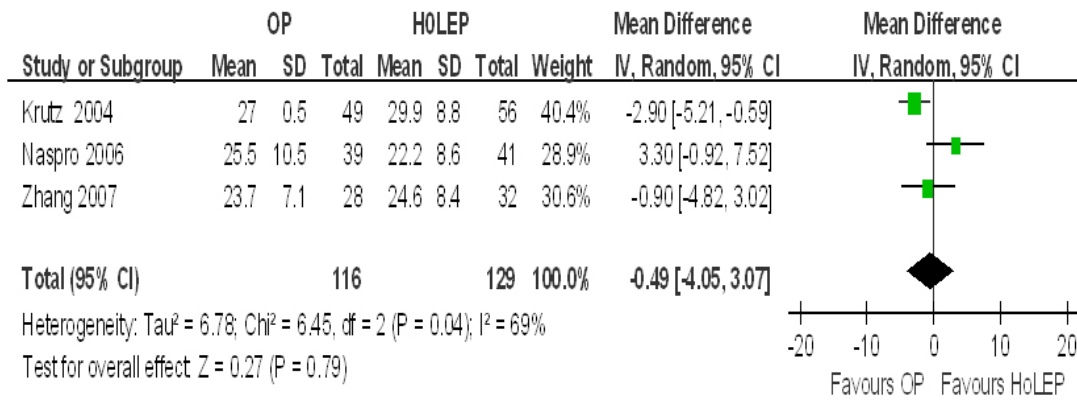 OP H0LEP Mean Difference Mean Difference
Study or Subgroup Mean SD Total Mean SD Total Weight IV, Random, 95% CI IV, Random, 95% CI
Krutz 2004 27 0.5 49 29.9 8.8 56 40.4% -2.90 [-5.21, -0.59]
Naspro 2006 25.5 10.5 39 22.2 8.6 41 28.9% 3.30 [-0.92, 7.52]
Zhang 2007 23.7 7.1 28 24.6 8.4 32 30.6% -0.90 [-4.82, 3.02]
Total (95% CI) 116 129 100.0% -0.49 [-4.05, 3.07]
Heterogeneity: Tau² = 6.78; Chi² = 6.45, df = 2 (P = 0.04); I² = 69%
Test for overall effect: Z = 0.27 (P = 0.79)
-20 -10 0 10 20
Favours OP Favours HoLEP